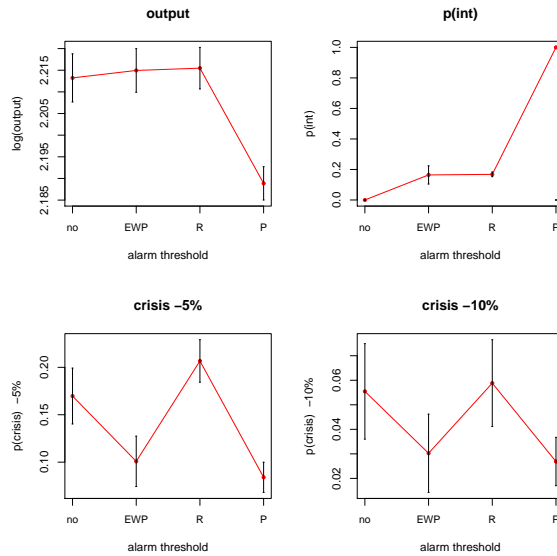 output
log(output)
2.185
2.195
2.205
2.215
no
EWP
R
P
alarm threshold
p(int)
p(int)
0.0
0.2
0.4
0.6
0.8
1.0
no
EWP
R
P
alarm threshold
crisis −5%
p(crisis) −5%
0.10
0.15
0.20
no
EWP
R
P
alarm threshold
crisis −10%
p(crisis) −10%
0.02
0.04
0.06
no
EWP
R
P
alarm threshold